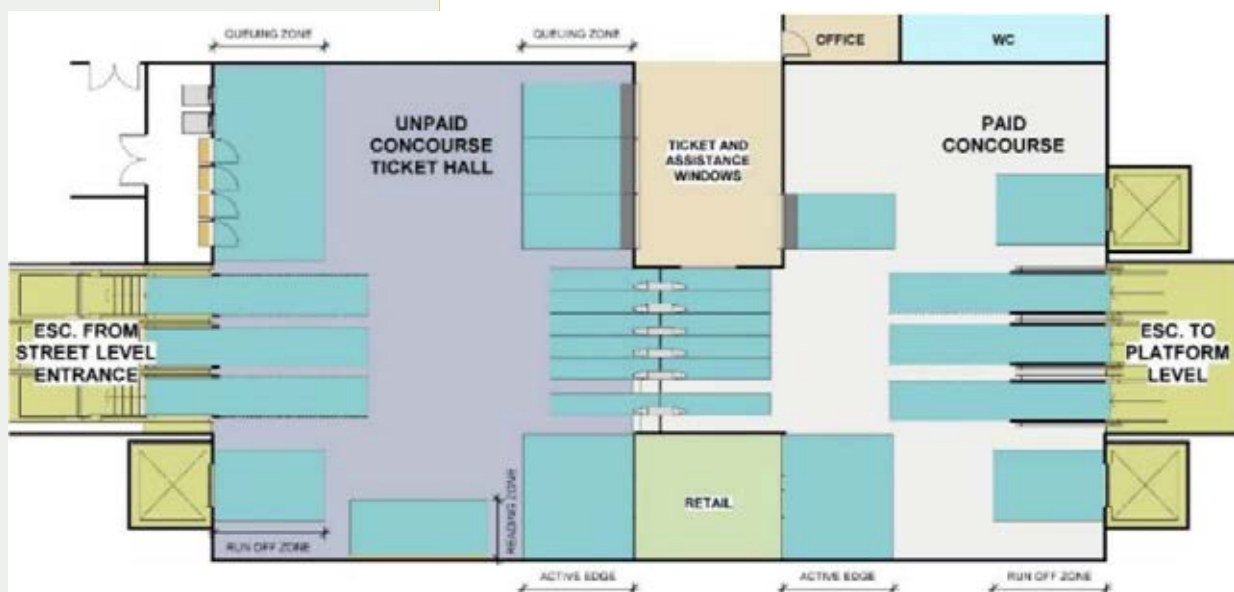 QUEUING ZONE
QUEUING ZONE
OFFICE
WC
UNPAID
CONCOURSE
TICKET HALL
TICKET AND
ASSISTANCE
WINDOWS
PAID
CONCOURSE
ESC. FROM
STREET LEVEL
ENTRANCE
ESC. TO
PLATFORM
LEVEL
READING ZONE
RETAIL
RUN OFF ZONE
ACTIVE EDGE
ACTIVE EDGE
RUN OFF ZONE